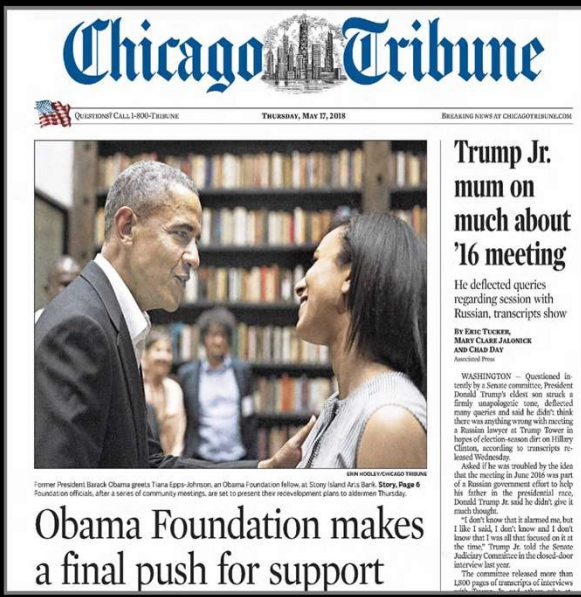 Chicago Tribune
QUESTIONS? CALL 1-800-TRIBUNE
THURSDAY, MAY 17, 2018
BREAKING NEWS AT CHICAGOTRIBUNE.COM
ERIN HOOLEY/CHICAGO TRIBUNE
Former President Barack Obama greets Tiana Epps-Johnson, an Obama Foundation fellow, at Stony Island Arts Bank. Story, Page 6
Foundation officials, after a series of community meetings, are set to present their redevelopment plans to aldermen Thursday.
Obama Foundation makes
a final push for support
Trump Jr.
mum on
much about
’16 meeting
He deflected queries
regarding session with
Russian, transcripts show
BY ERIC TUCKER,
MARY CLARE JALONICK
AND CHAD DAY
Associated Press
WASHINGTON — Questioned in-
tently by a Senate committee, President
Donald Trump’s eldest son struck a
firmly unapologetic tone, deflected
many queries and said he didn’t think
there was anything wrong with meeting
a Russian lawyer at Trump Tower in
hopes of election-season dirt on Hillary
Clinton, according to transcripts re-
leased Wednesday.
Asked if he was troubled by the idea
that the meeting in June 2016 was part
of a Russian government effort to help
his father in the presidential race,
Donald Trump Jr. said he didn’t give it
much thought.
“I don’t know that it alarmed me, but
I like I said, I don’t know and I don’t
know that I was all that focused on it at
the time,” Trump Jr. told the Senate
Judiciary Committee in the closed-door
interview last year.
The committee released more than
1,800 pages of transcripts of interviews